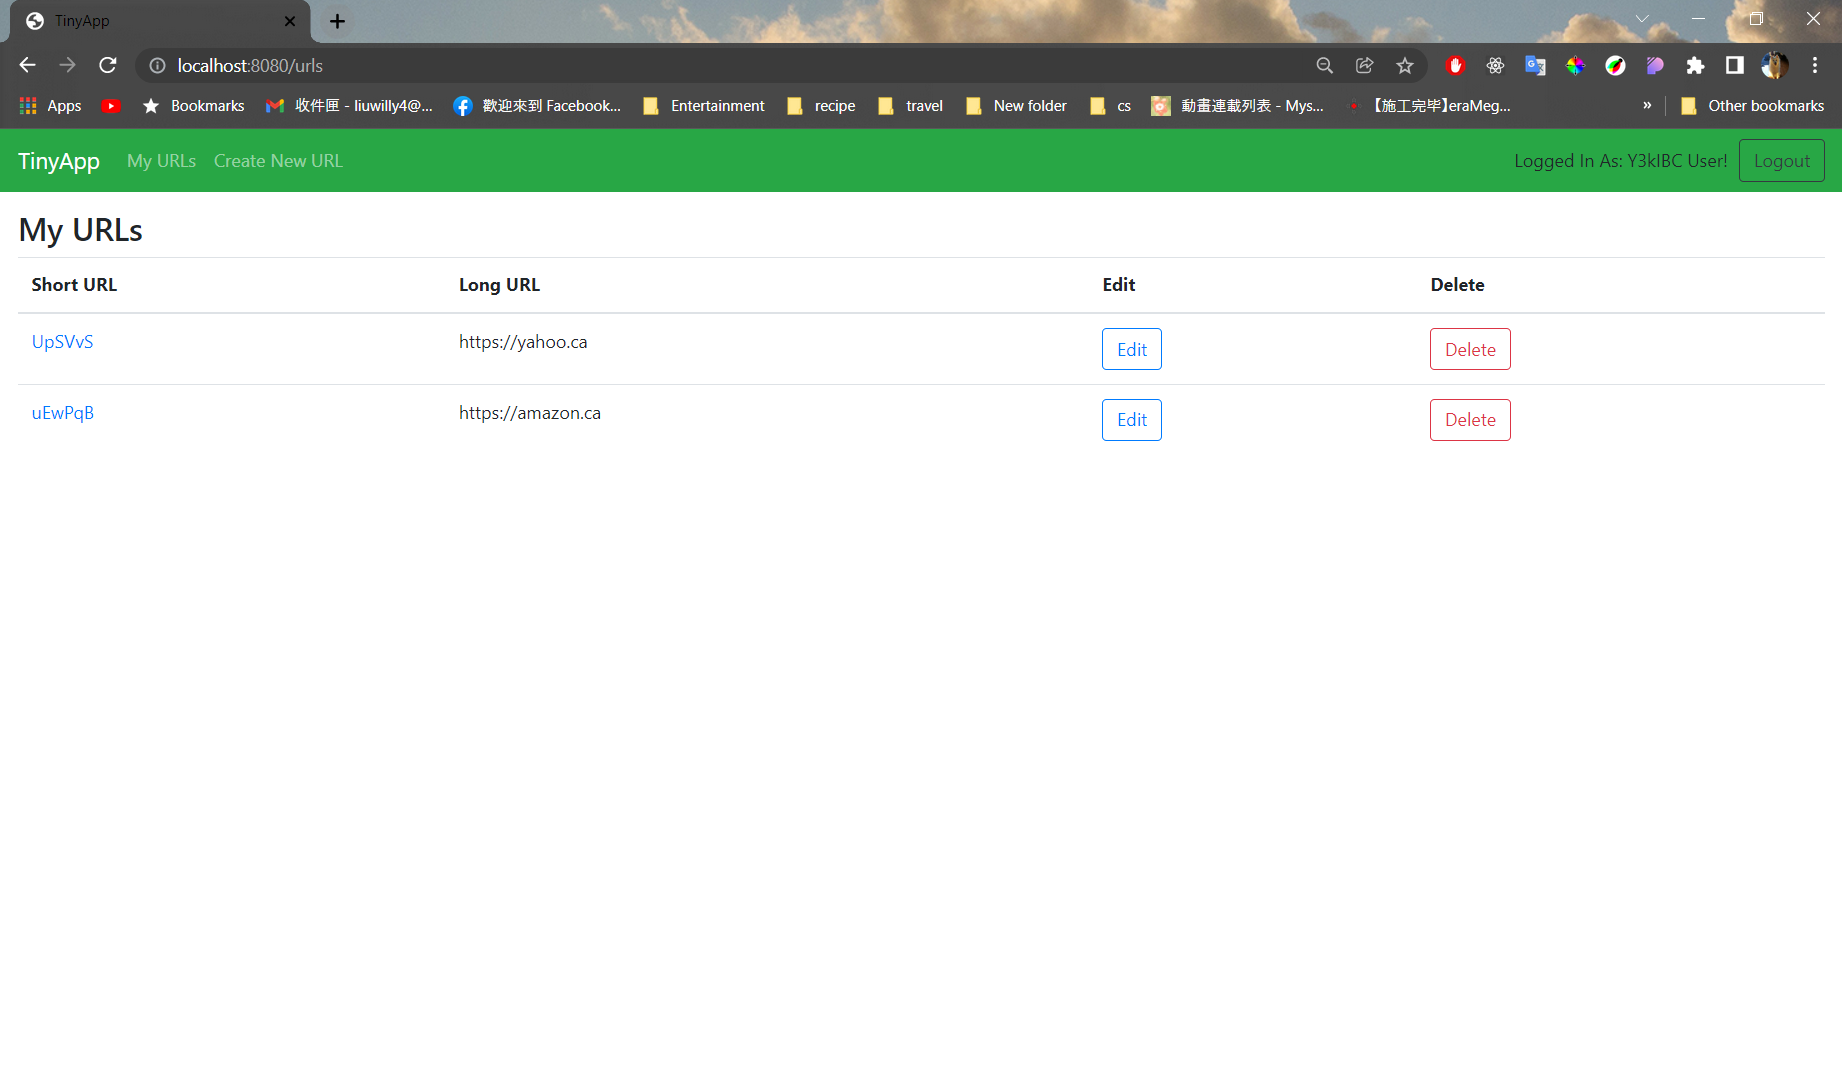 TinyApp
localhost:8080/urls
Apps Bookmarks 收件匣 - liuwilly4@... 歡迎來到 Facebook... Entertainment recipe travel New folder cs 動畫連載列表 - Mys... 【施工完毕】eraMeg... » Other bookmarks
TinyApp My URLs Create New URL Logged In As: Y3kIBC User! Logout
My URLs
Short URL Long URL Edit Delete
UpSVvS https://yahoo.ca Edit Delete
uEwPqB https://amazon.ca Edit Delete